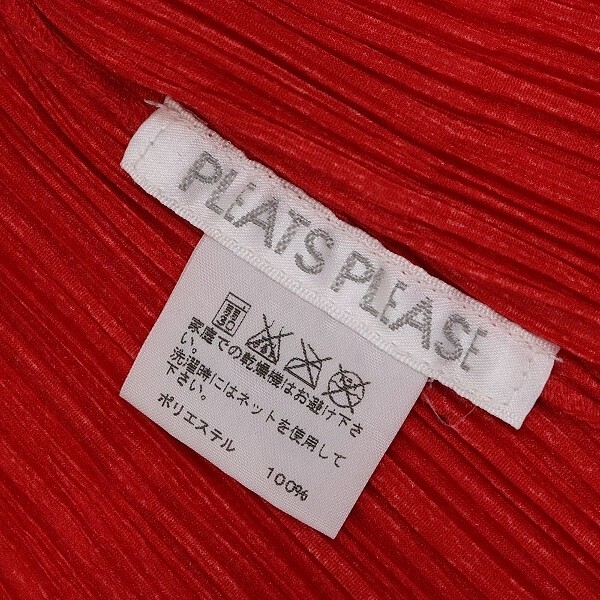 PLEATS PLEASE
家庭での乾燥機はお避け下さ
い。
洗濯時にはネットを使用して
下さい。
ポリエステル 100%